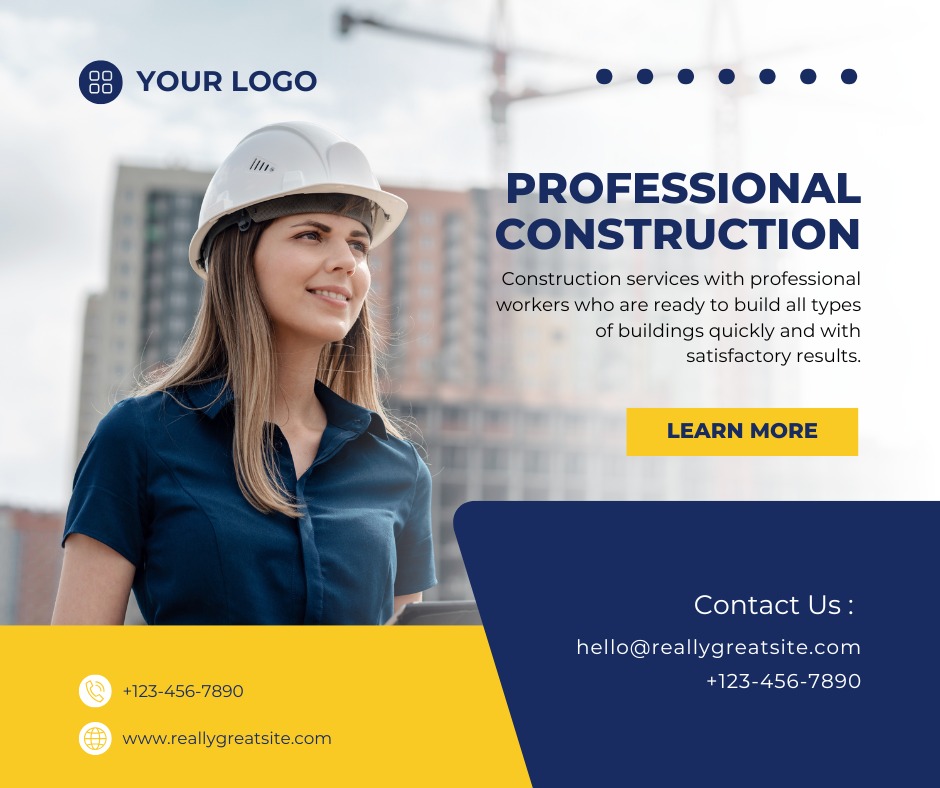 YOUR LOGO
PROFESSIONAL
CONSTRUCTION
Construction services with professional
workers who are ready to build all types
of buildings quickly and with
satisfactory results.
LEARN MORE
Contact Us :
hello@reallygreatsite.com
+123-456-7890
+123-456-7890
www.reallygreatsite.com